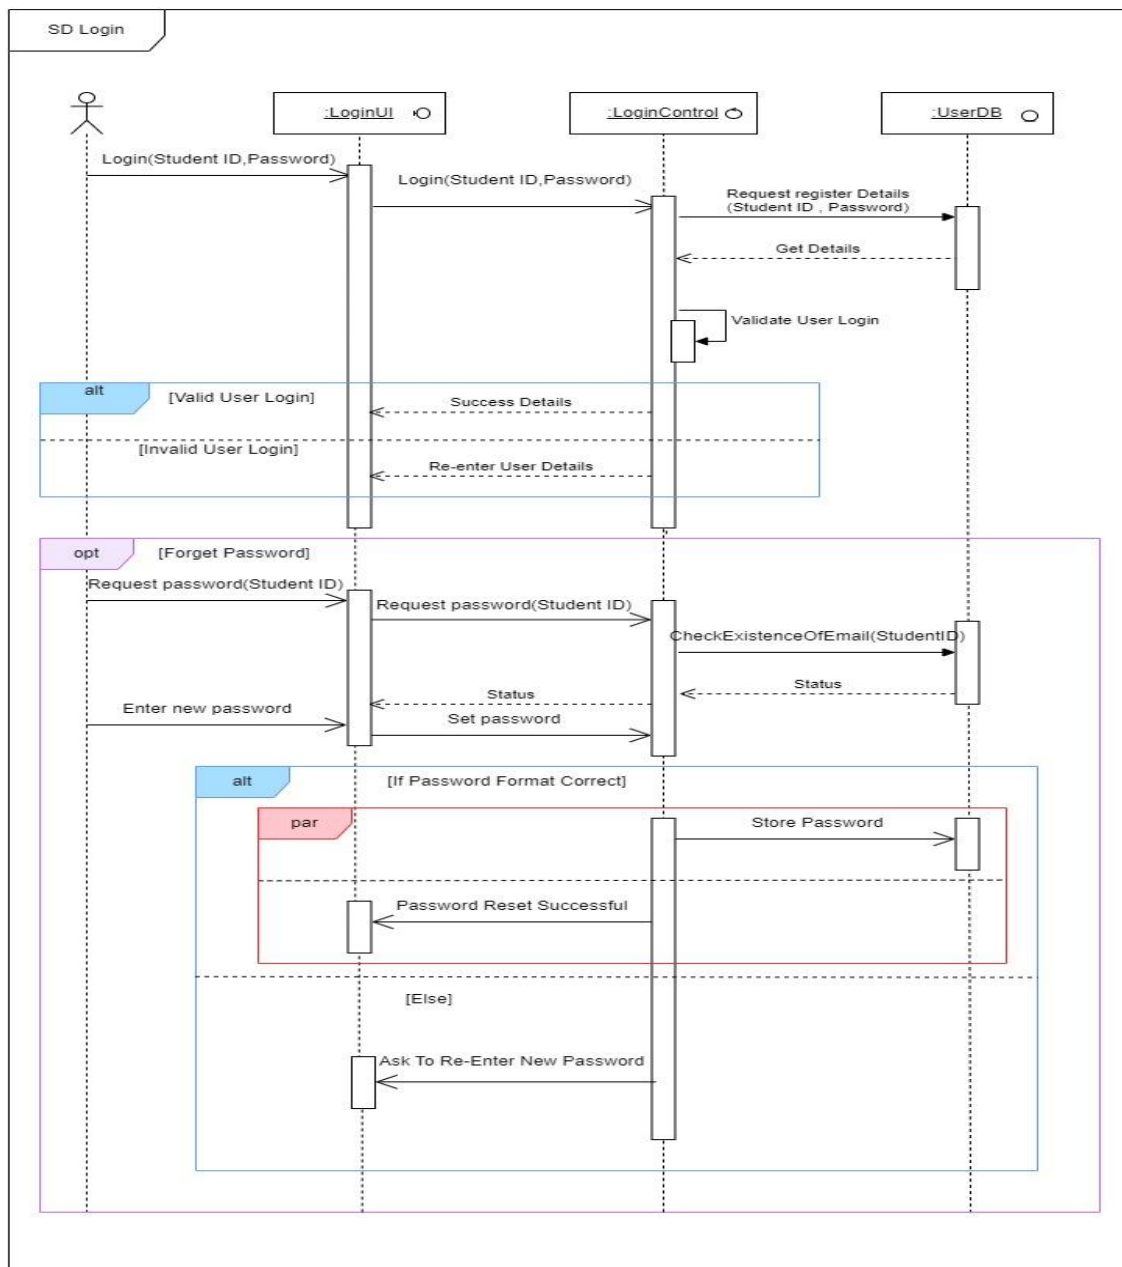 SD Login
:LoginUI
:LoginControl
:UserDB
Login(Student ID,Password)
Login(Student ID,Password)
Request register Details
(Student ID , Password)
Get Details
Validate User Login
alt
[Valid User Login]
Success Details
[Invalid User Login]
Re-enter User Details
opt
[Forget Password]
Request password(Student ID)
Request password(Student ID)
CheckExistenceOfEmail(StudentID)
Status
Status
Enter new password
Set password
alt
[If Password Format Correct]
par
Store Password
Password Reset Successful
[Else]
Ask To Re-Enter New Password